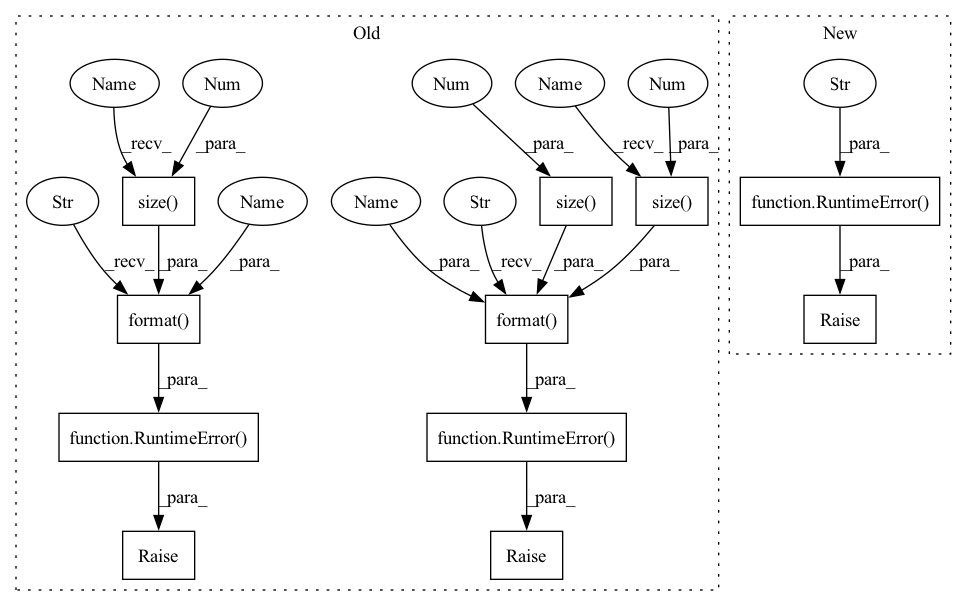 Old
New
Name
Num
Num
Name
Num
Str
_recv_
_para_
_para_
_recv_
_para_
_para_
Str
size()
Name
Name
Str
size()
size()
function.RuntimeError()
_recv_
_para_
_para_
_para_
_recv_
_para_
_para_
_para_
format()
format()
Raise
_para_
_para_
function.RuntimeError()
function.RuntimeError()
_para_
_para_
Raise
Raise